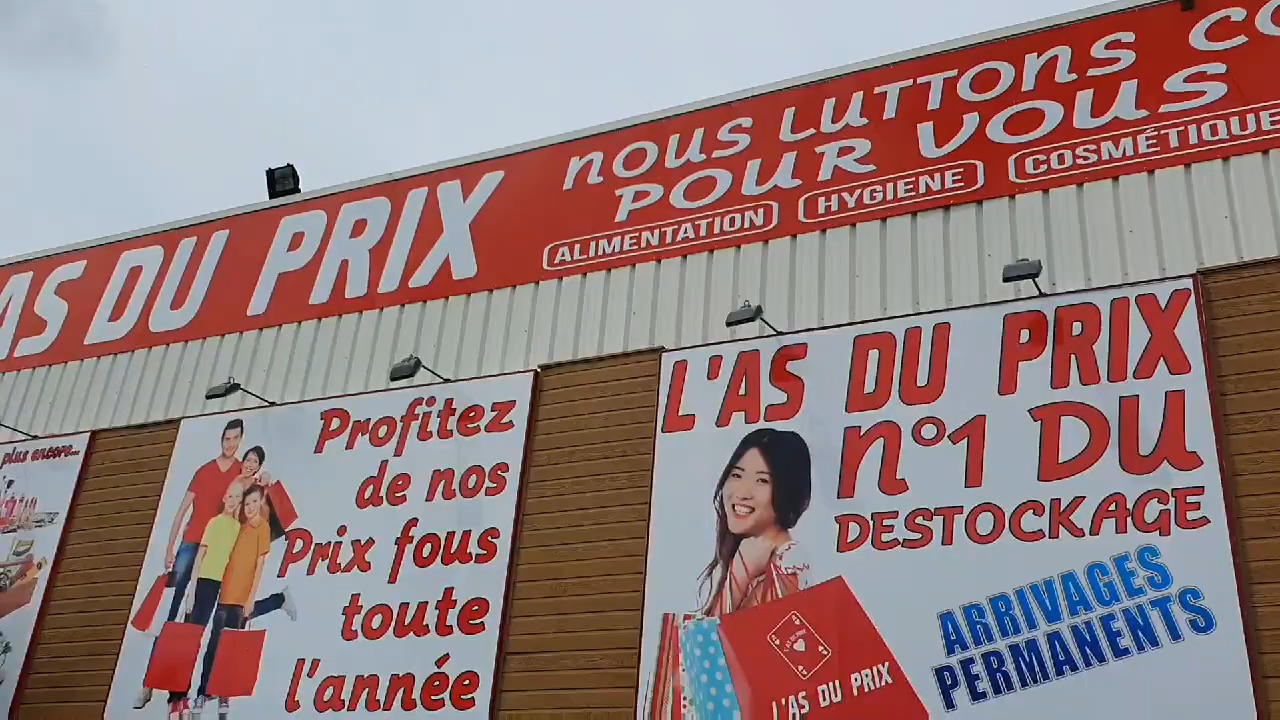 AS DU PRIX
NOUS LUTTONS CO
POUR VOUS
ALIMENTATION HYGIENE COSMÉTIQUE
plus encore...
Profitez
de nos
Prix fous
toute
l'année
L'AS DU PRIX
N°1 DU
DESTOCKAGE
ARRIVAGES
PERMANENTS
L'AS DU PRIX